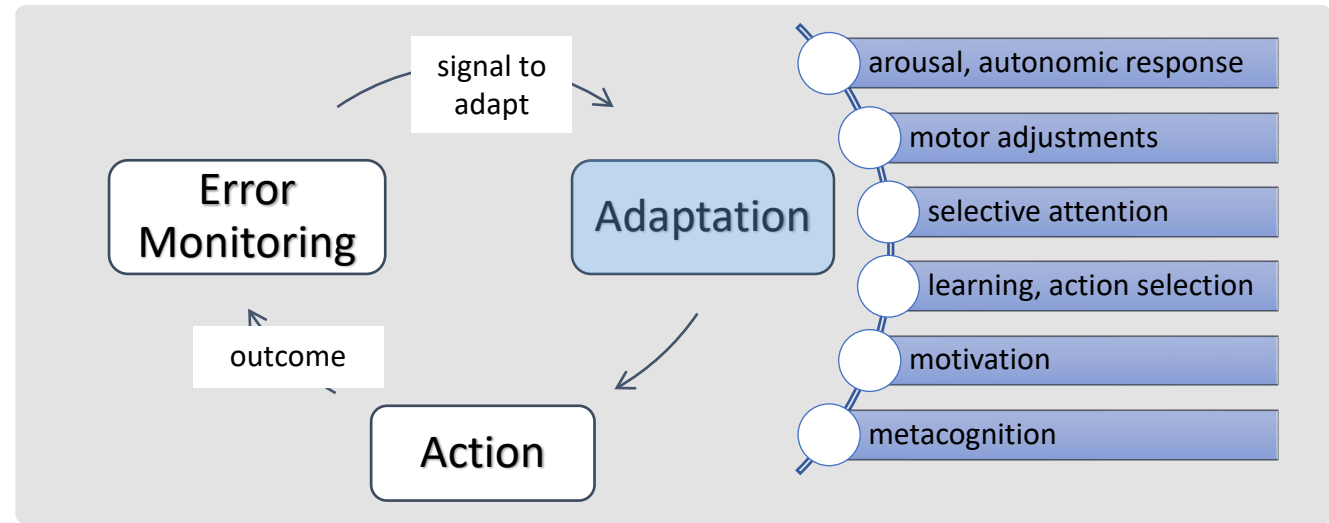 signal to
adapt
Error
Monitoring
Adaptation
outcome
Action
arousal, autonomic response
motor adjustments
selective attention
learning, action selection
motivation
metacognition